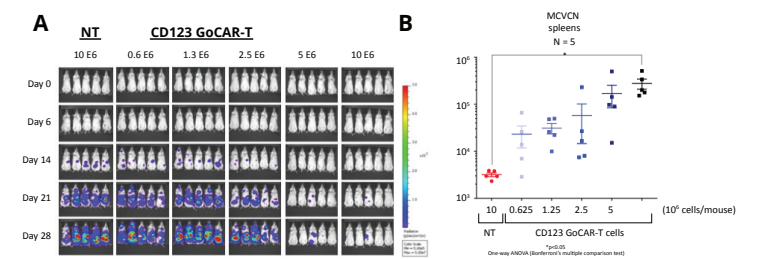 A
NT
CD123 GoCAR-T
10 E6
0.6 E6
1.3 E6
2.5 E6
5 E6
10 E6
Day 0
Day 6
Day 14
Day 21
Day 28
B
MCVCN
spleens
N = 5
10⁶
10⁵
10⁴
10³
10 0.625 1.25 2.5 5 (10⁶ cells/mouse)
NT CD123 GoCAR-T cells
*p<0.05
One-way ANOVA (Bonferroni's multiple comparison test)